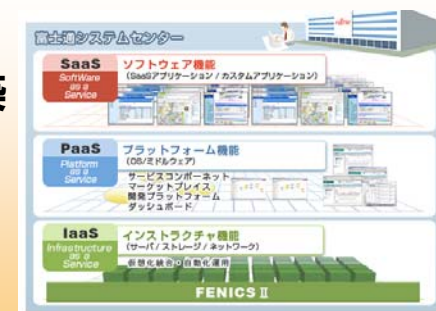 富士通システムセンター
SaaS
SoftWare
as a
Service
ソフトウェア機能
(SaaSアプリケーション / カスタムアプリケーション)
PaaS
Platform
as a
Service
プラットフォーム機能
(OS/ミドルウェア)
サービスコンポーネント
マーケットプレイス
開発プラットフォーム
ダッシュボード
IaaS
Infrastructure
as a
Service
インストラクチャ機能
(サーバ / ストレージ / ネットワーク)
仮想化統合・自動化運用
FENICS Ⅱ